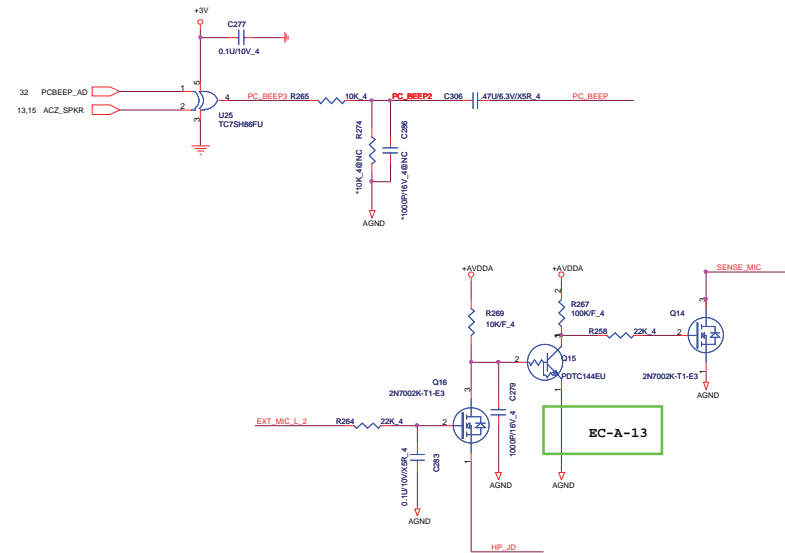 +3V
C277
0.1U/10V_4
32 PCBEEP_AD
13,15 ACZ_SPKR
1
2
5
4
3
U25
TC7SH86FU
PC_BEEP3 R265 10K_4 PC_BEEP2 C306 .47U/6.3V/X5R_4 PC_BEEP
R274
*10K_4@NC
C286
*1000P/16V_4@NC
AGND
+AVDDA
R269
10K/F_4
+AVDDA
2
R267
100K/F_4
SENSE_MIC
3
Q14
R258 22K_4 2
2N7002K-T1-E3
1
AGND
3
2
Q15
PDTC144EU
1
Q16
2N7002K-T1-E3
3
C279
1000P/16V_4
EXT_MIC_L_2 R264 22K_4 2
1
0.1U/10V/X5R_4
C283
EC-A-13
AGND
AGND
AGND
HP_JD